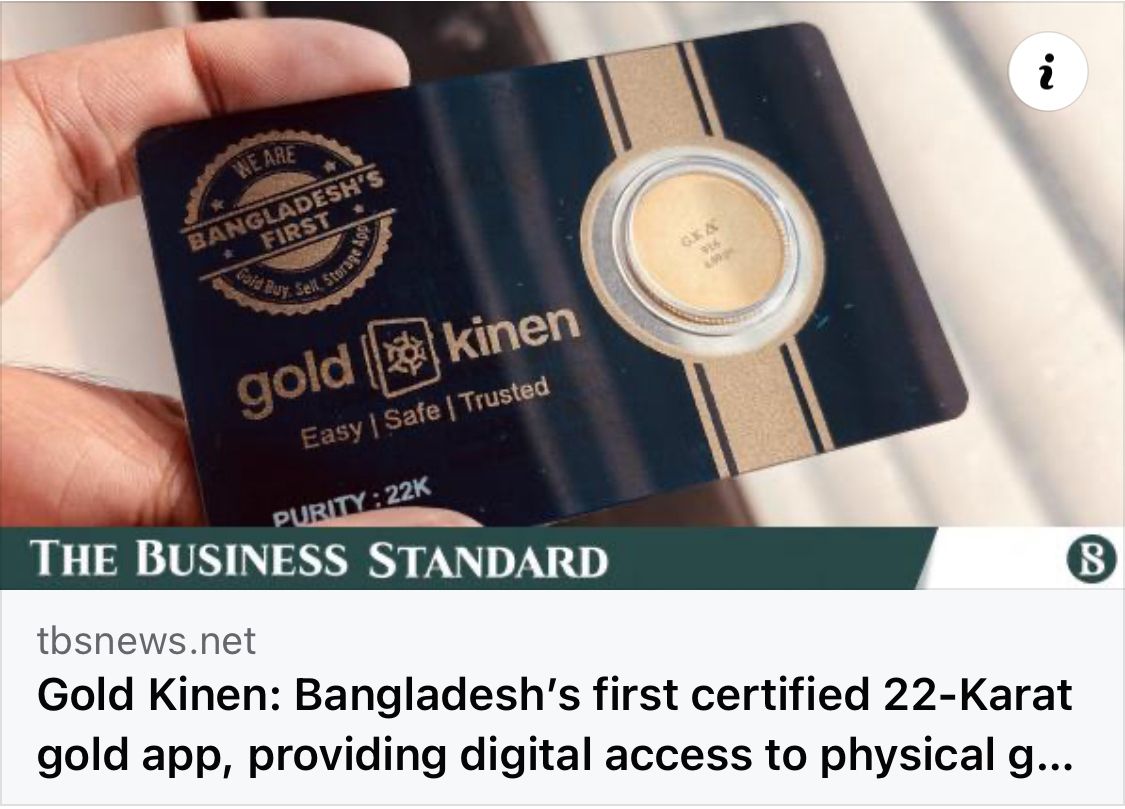 i
WE ARE
BANGLADESH'S
FIRST
Gold Buy, Sell, Storage App
gold kinen
Easy | Safe | Trusted
PURITY : 22K
G.K
916
THE BUSINESS STANDARD
B
tbsnews.net
Gold Kinen: Bangladesh’s first certified 22-Karat
gold app, providing digital access to physical g...